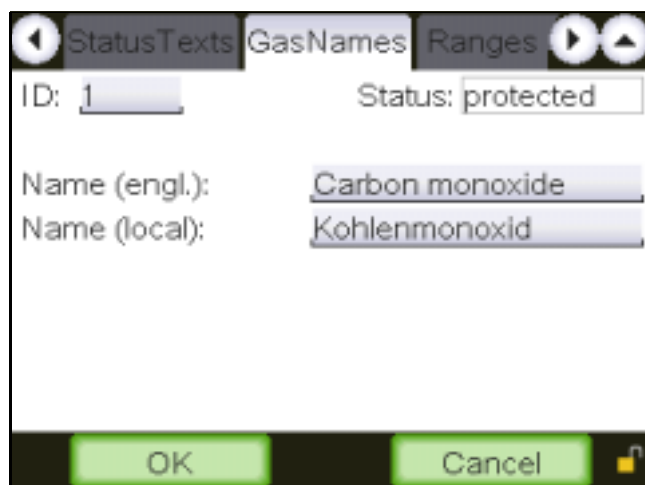 StatusTexts GasNames Ranges
ID: 1 Status: protected
Name (engl.): Carbon monoxide
Name (local): Kohlenmonoxid
OK Cancel